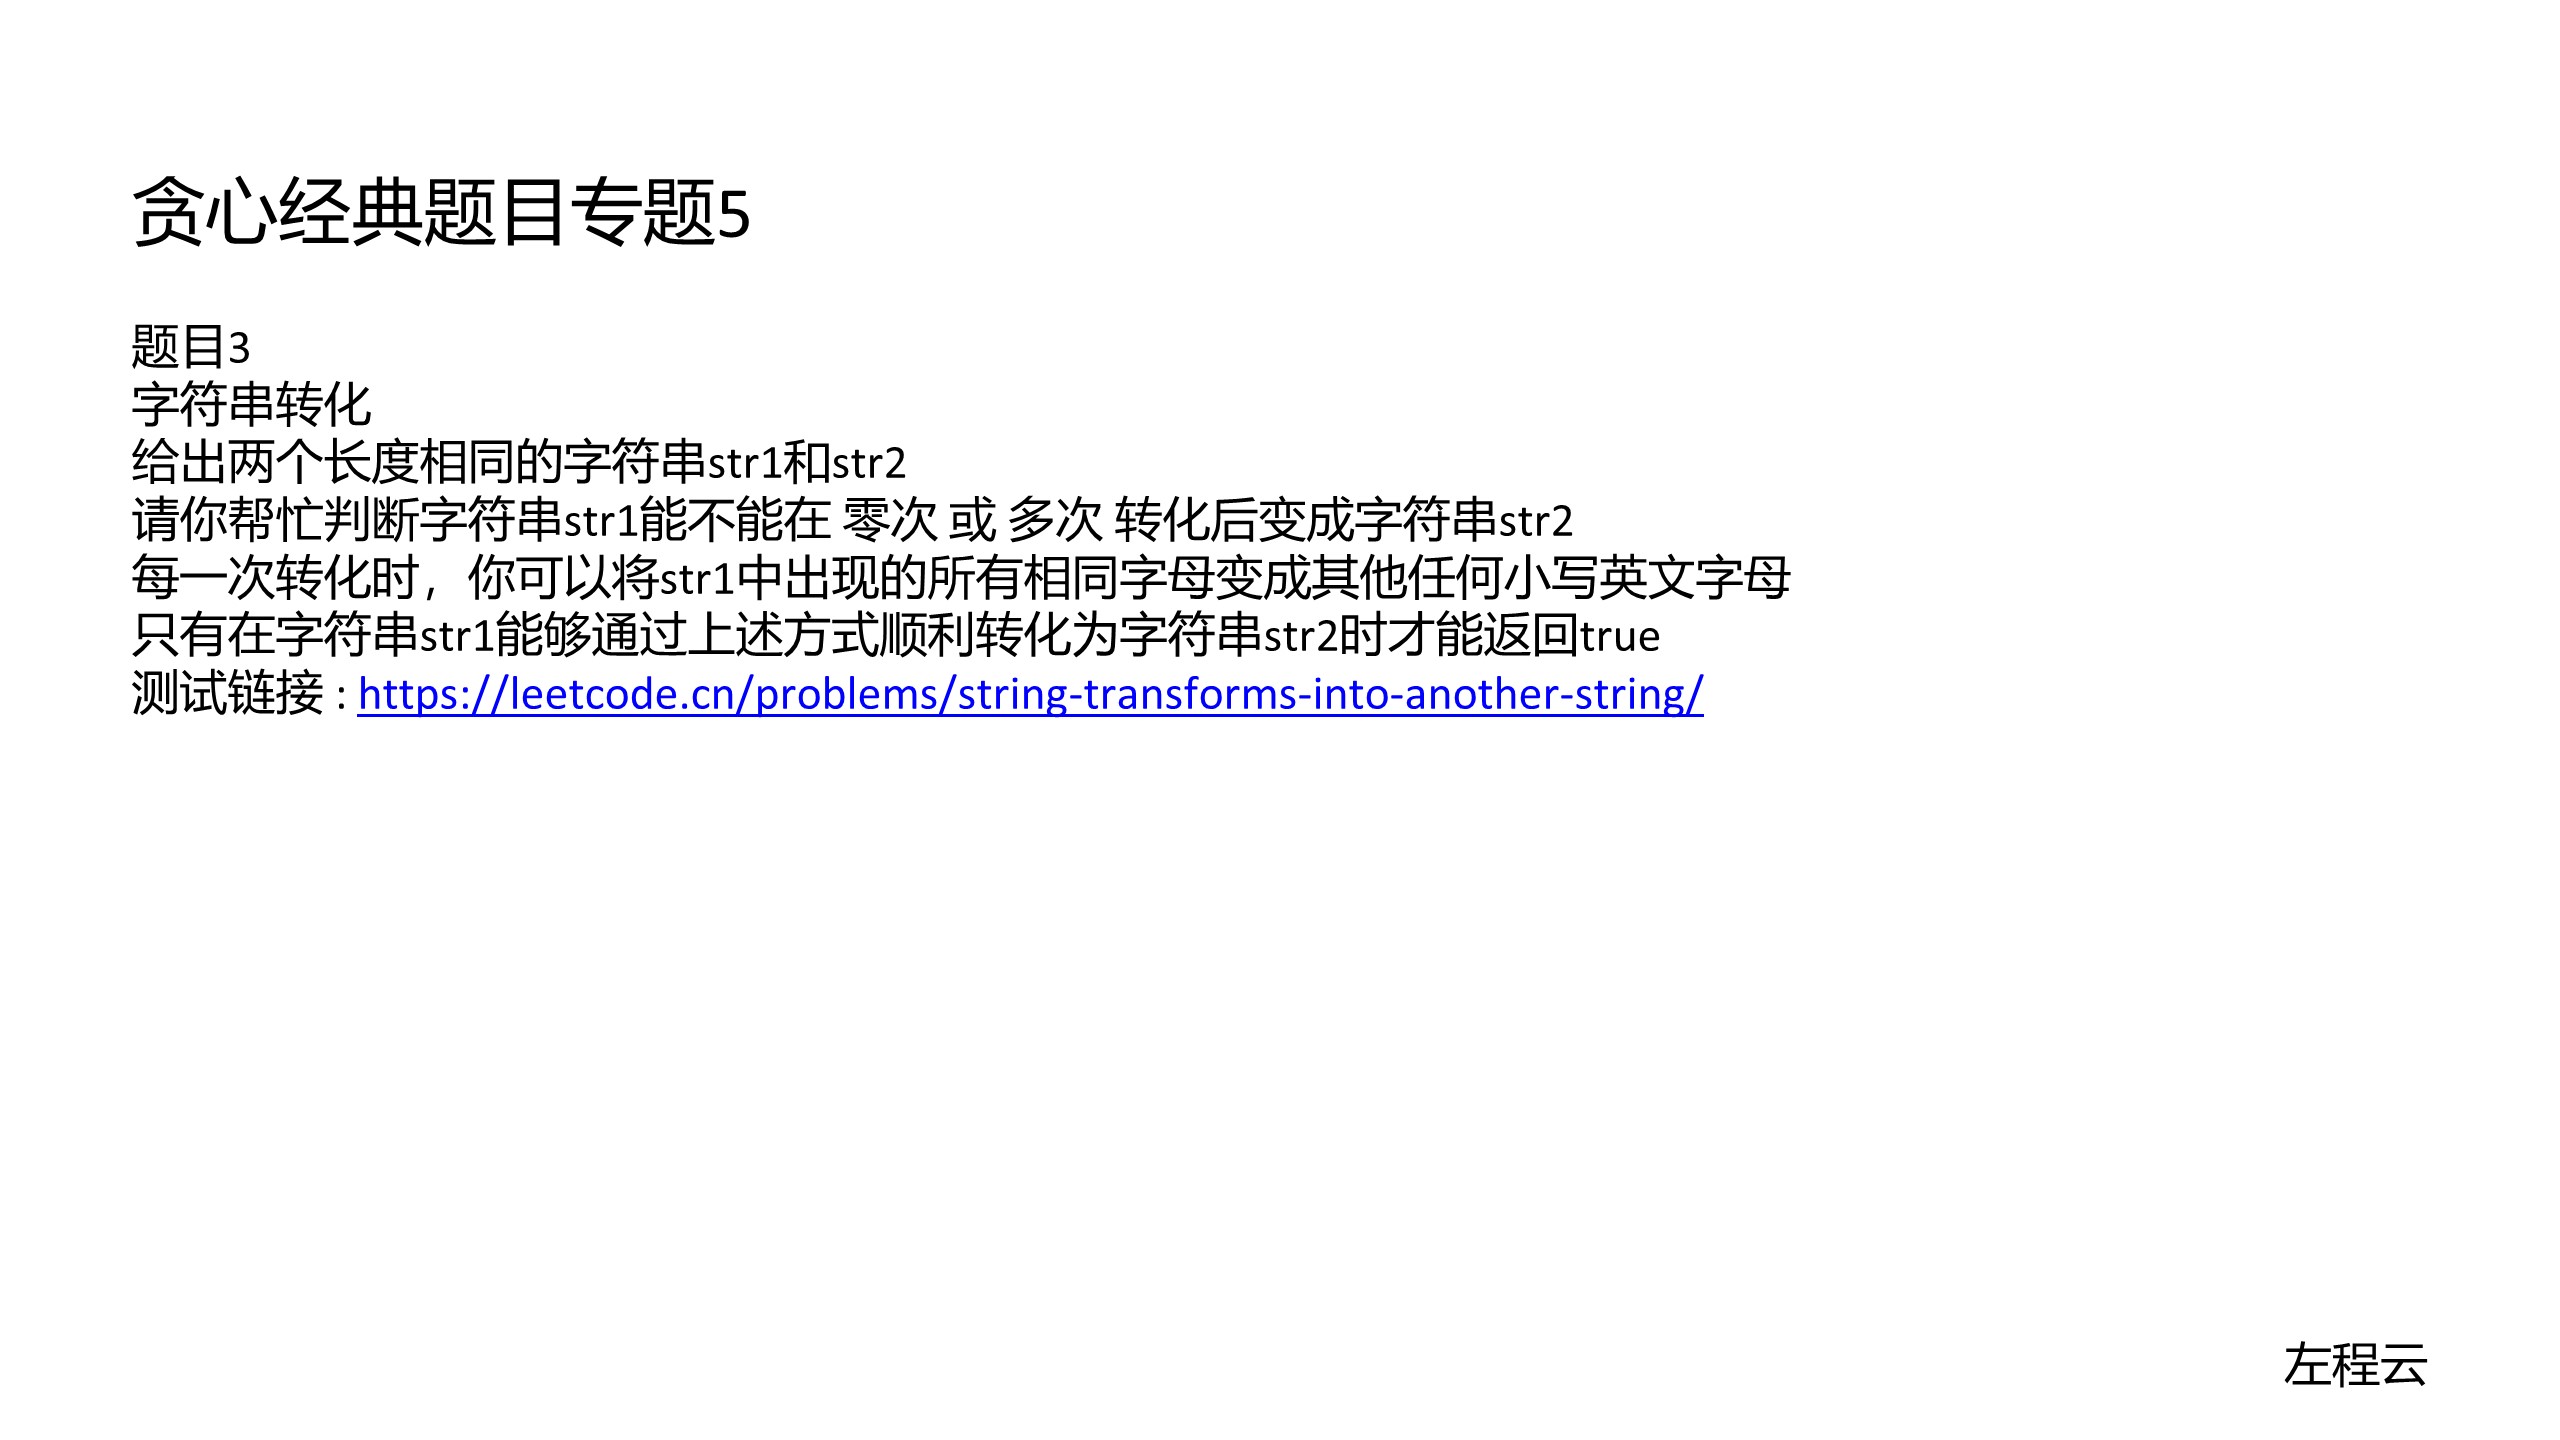 贪心经典题目专题5
题目3
字符串转化
给出两个长度相同的字符串str1和str2
请你帮忙判断字符串str1能不能在 零次 或 多次 转化后变成字符串str2
每一次转化时，你可以将str1中出现的所有相同字母变成其他任何小写英文字母
只有在字符串str1能够通过上述方式顺利转化为字符串str2时才能返回true
测试链接 : https://leetcode.cn/problems/string-transforms-into-another-string/
左程云